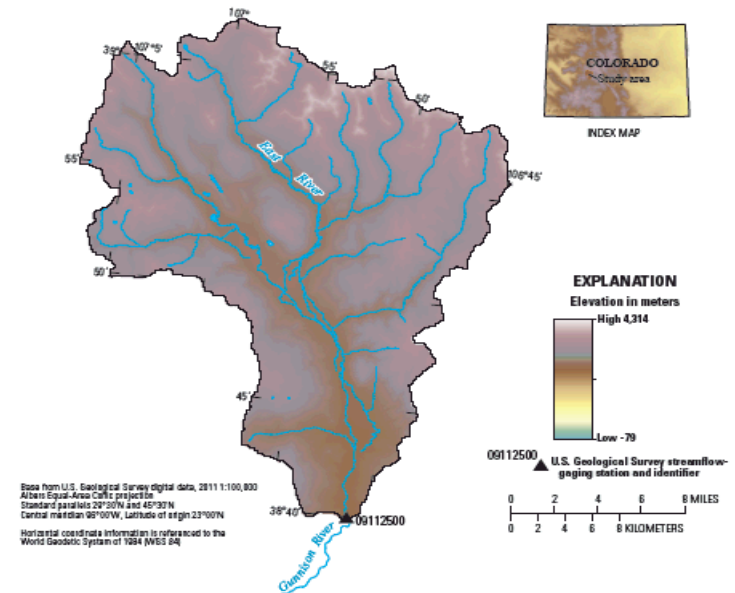 107°
39° 107°5'
55'
50'
COLORADO
Study area
INDEX MAP
East
River
55'
106°45'
50'
EXPLANATION
Elevation in meters
High 4,314
Low -79
45'
09112500
U.S. Geological Survey streamflow-
gaging station and identifier
Base from U.S. Geological Survey digital data, 2011 1:100,000
Albers Equal-Area Conic projection
Standard parallels 29°30'N and 45°30'N
Central meridian 96°00'W, Latitude of origin 23°00'N
Horizontal coordinate information is referenced to the
World Geodetic System of 1984 (WGS 84)
38°40'
09112500
Gunnison River
0 2 4 6 8 MILES
0 2 4 6 8 KILOMETERS